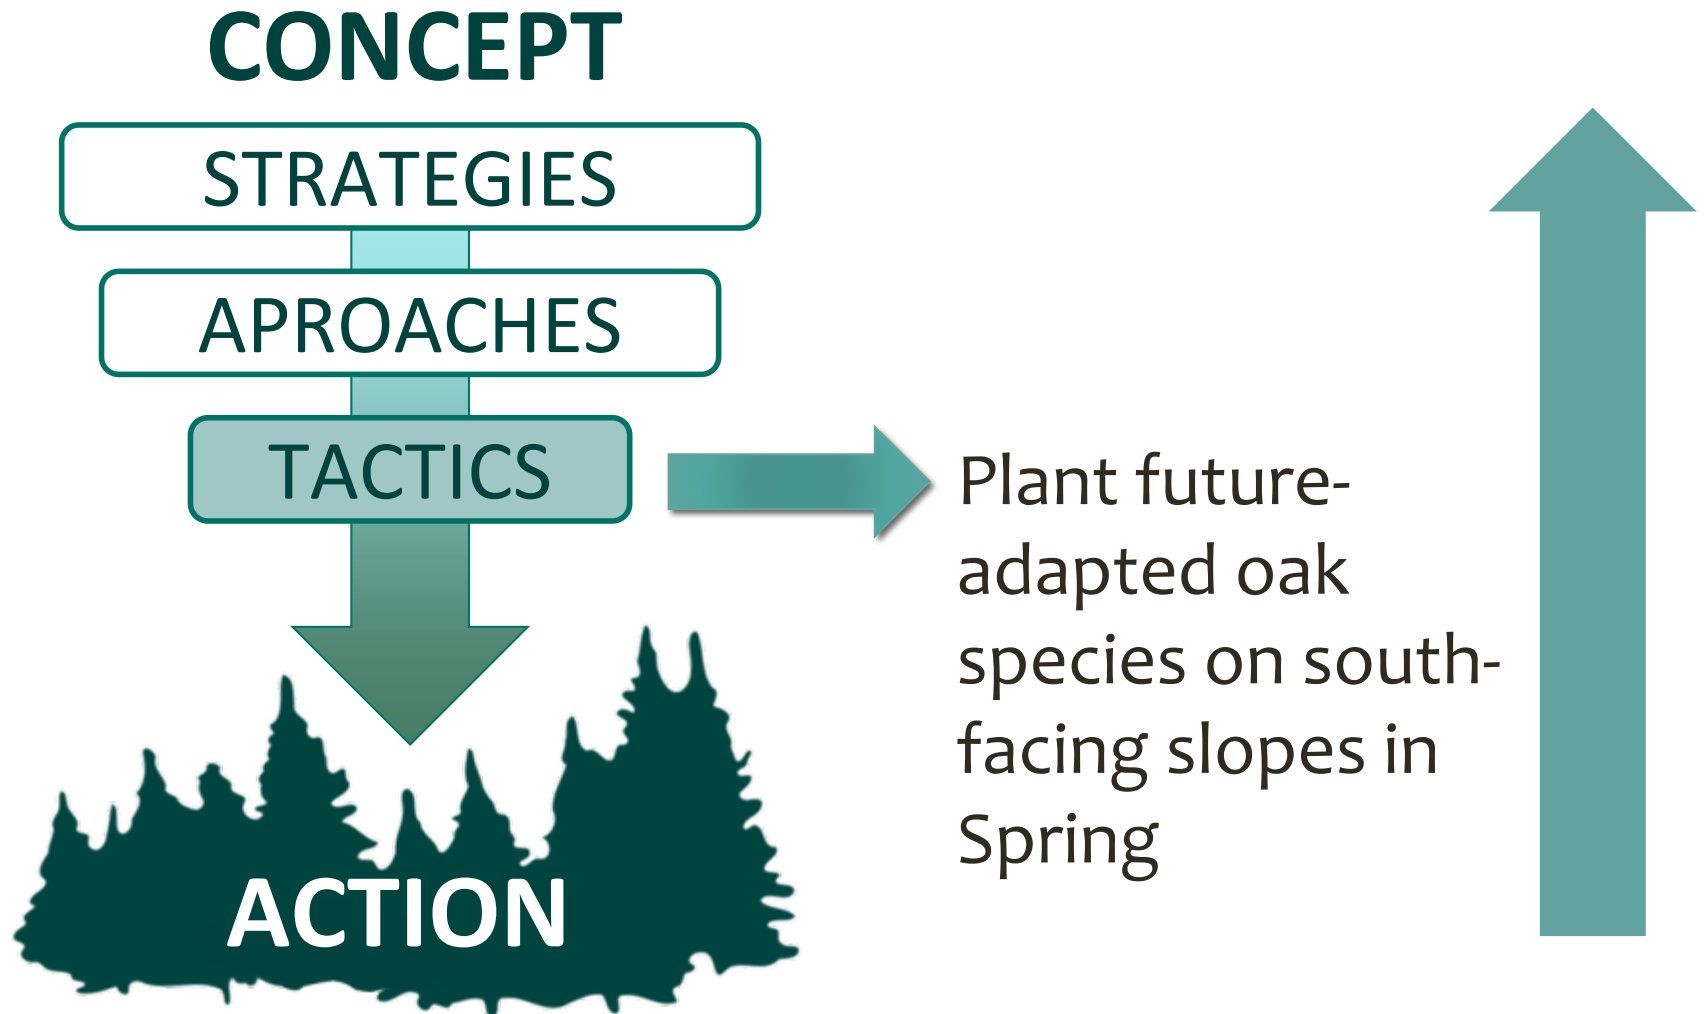 CONCEPT
STRATEGIES
APROACHES
TACTICS
Plant future-
adapted oak
species on south-
facing slopes in
Spring
ACTION